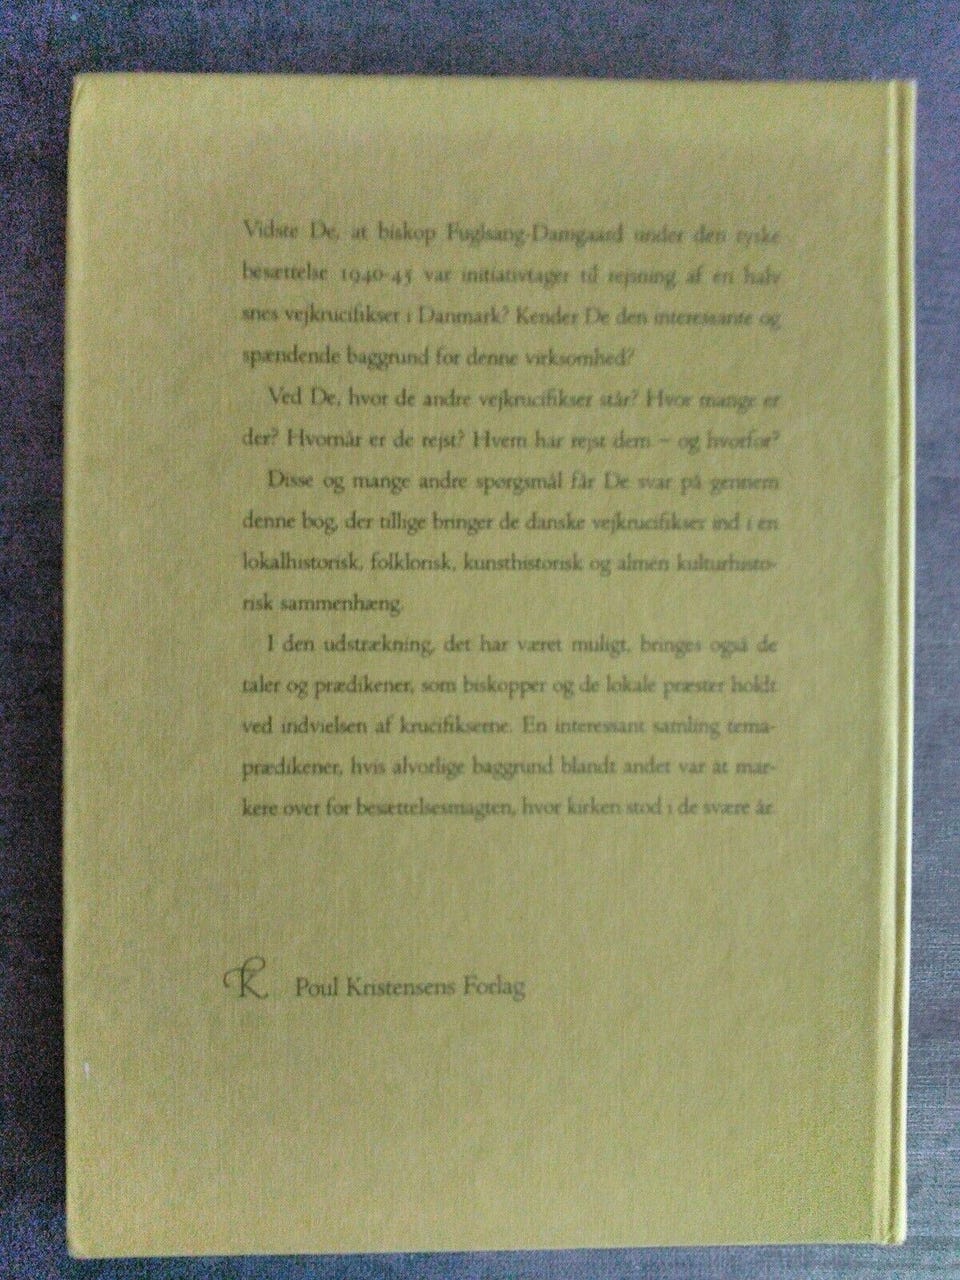 Vidste De, at biskop Fuglsang-Damgaard under den tyske
besættelse 1940-45 var initiativtager til rejsning af en halv
snes vejkrucifikser i Danmark? Kender De den interessante og
spændende baggrund for denne virksomhed?
Ved De, hvor de andre vejkrucifikser står? Hvor mange er
der? Hvornår er de rejst? Hvem har rejst dem – og hvorfor?
Disse og mange andre spørgsmål får De svar på gennem
denne bog, der tillige bringer de danske vejkrucifikser ind i en
lokalhistorisk, folklorisk, kunsthistorisk og almen kulturhisto-
risk sammenhæng.
I den udstrækning, det har været muligt, bringes også de
taler og prædikener, som biskopper og de lokale præster holdt
ved indvielsen af krucifikserne. En interessant samling tema-
prædikener, hvis alvorlige baggrund blandt andet var at mar-
kere over for besættelsesmagten, hvor kirken stod i de svære år.
K Poul Kristensens Forlag